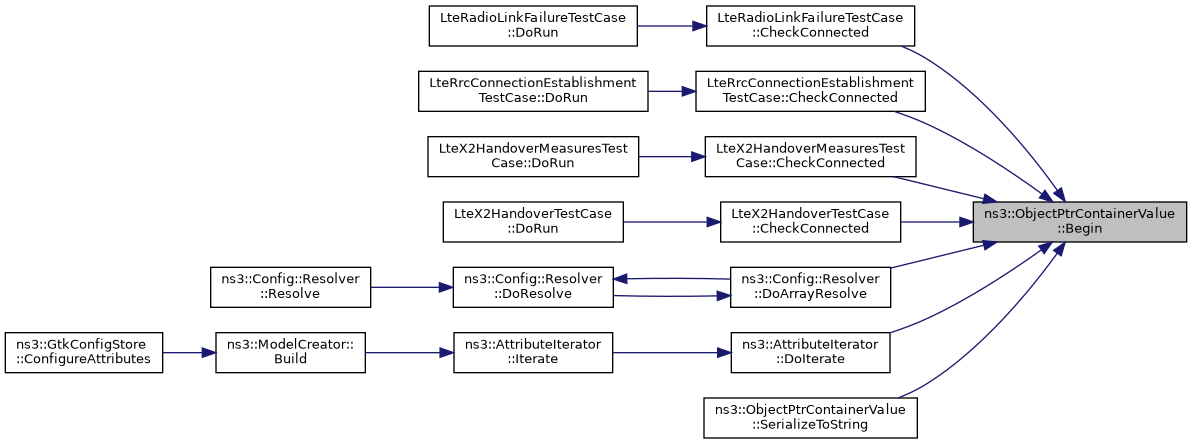 LteRadioLinkFailureTestCase
::DoRun
LteRadioLinkFailureTestCase
::CheckConnected
LteRrcConnectionEstablishment
TestCase::DoRun
LteRrcConnectionEstablishment
TestCase::CheckConnected
LteX2HandoverMeasuresTest
Case::DoRun
LteX2HandoverMeasuresTest
Case::CheckConnected
LteX2HandoverTestCase
::DoRun
LteX2HandoverTestCase
::CheckConnected
ns3::ObjectPtrContainerValue
::Begin
ns3::Config::Resolver
::Resolve
ns3::Config::Resolver
::DoResolve
ns3::Config::Resolver
::DoArrayResolve
ns3::GtkConfigStore
::ConfigureAttributes
ns3::ModelCreator::
Build
ns3::AttributeIterator
::Iterate
ns3::AttributeIterator
::DoIterate
ns3::ObjectPtrContainerValue
::SerializeToString